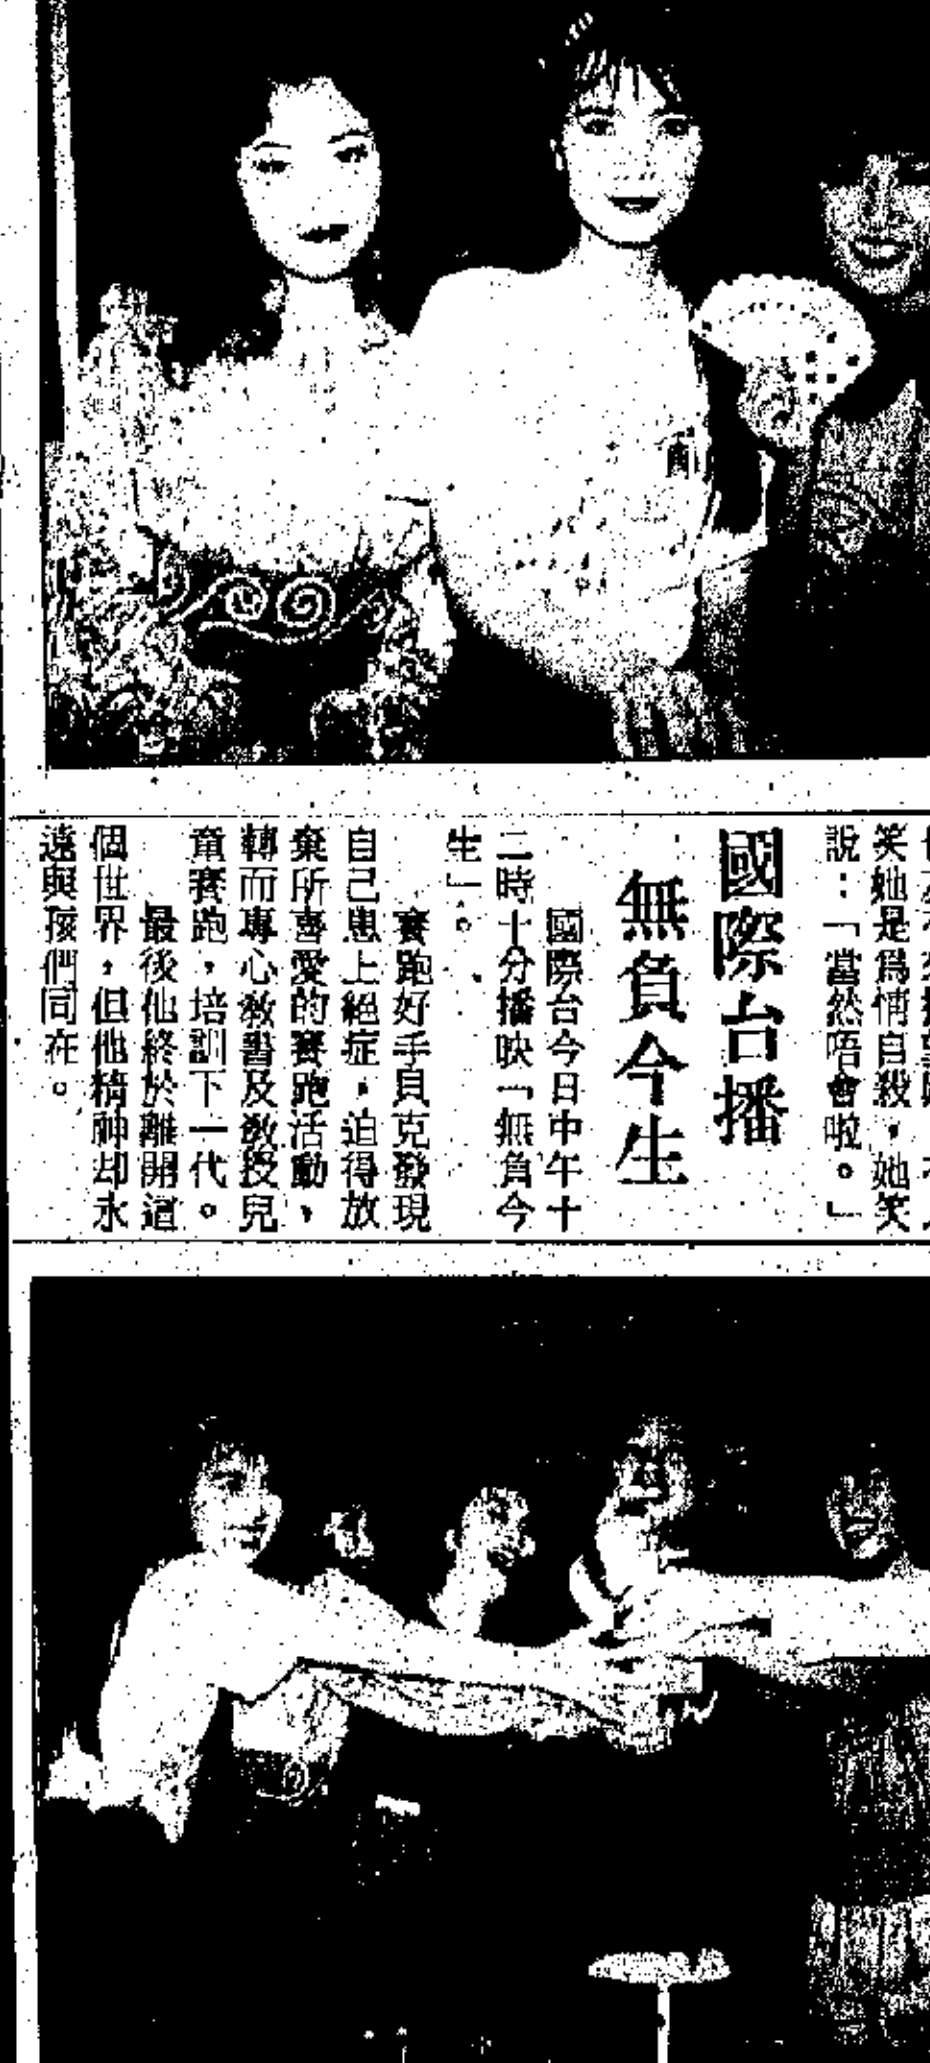 笑她是爲情自殺，她笑
說：「當然唔會啦。」
國際台播
無負今生
國際台今日中午十
二時十分播映「無負今
生」。
賽跑好手貝克發現
自己患上絕症，迫得放
棄所喜愛的賽跑活動，
轉而專心教書及教授兒
童賽跑，培訓下一代。
最後他終於離開這
個世界，但他精神却永
遠與孩們同在。